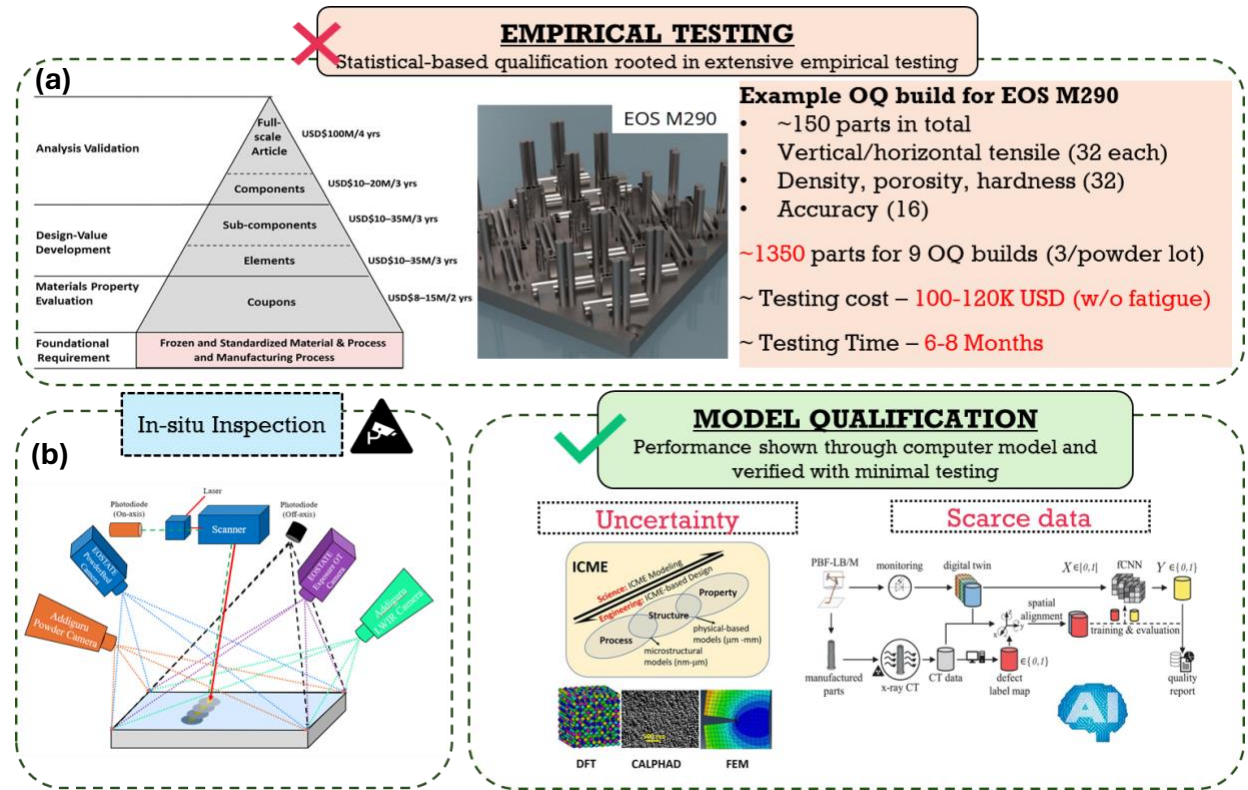 EMPIRICAL TESTING
Statistical-based qualification rooted in extensive empirical testing
(a)
Analysis Validation
Design-Value
Development
Materials Property
Evaluation
Foundational
Requirement
Full-
scale
Article
Components
Sub-components
Elements
Coupons
Frozen and Standardized Material & Process
and Manufacturing Process
USD$100M/4 yrs
USD$10–20M/3 yrs
USD$10–35M/3 yrs
USD$10–35M/3 yrs
USD$8–15M/2 yrs
EOS M290
Example OQ build for EOS M290
• ~150 parts in total
• Vertical/horizontal tensile (32 each)
• Density, porosity, hardness (32)
• Accuracy (16)
~1350 parts for 9 OQ builds (3/powder lot)
~ Testing cost – 100-120K USD (w/o fatigue)
~ Testing Time – 6-8 Months
In-situ Inspection
(b)
Laser
Photodiode
(On-axis)
Scanner
Photodiode
(Off-axis)
EOSTATE
Powderbed
Camera
EOSTATE
Exposure OT
Camera
Addiguru
Powder Camera
Addiguru
LWIR Camera
MODEL QUALIFICATION
Performance shown through computer model and
verified with minimal testing
Uncertainty
ICME
Science: ICME Modeling
Engineering: ICME-based Design
Process
Structure
Property
physical-based
models (μm -mm)
microstructural
models (nm-μm)
500 nm
DFT
CALPHAD
FEM
Scarce data
PBF-LB/M
monitoring
digital twin
X ∈{0,t]
fCNN
Y ∈{0,t}
spatial
alignment
training & evaluation
manufactured
parts
x-ray CT
CT data
defect
label map
∈{0,t}
quality
report
AI